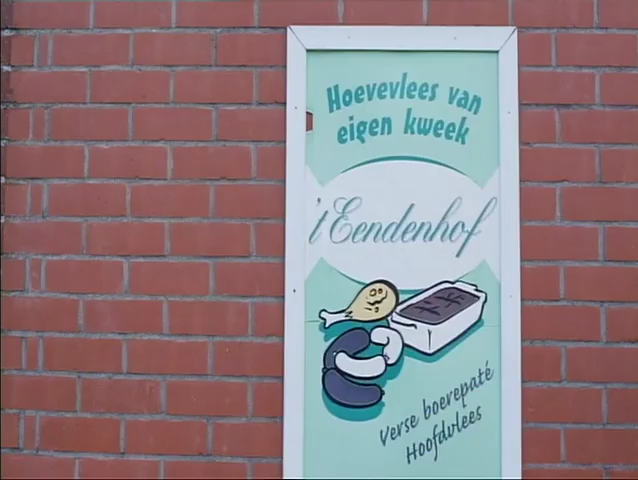 Hoevevlees van
eigen kweek
't Eendenhof
Verse boerepaté
Hoofdvlees